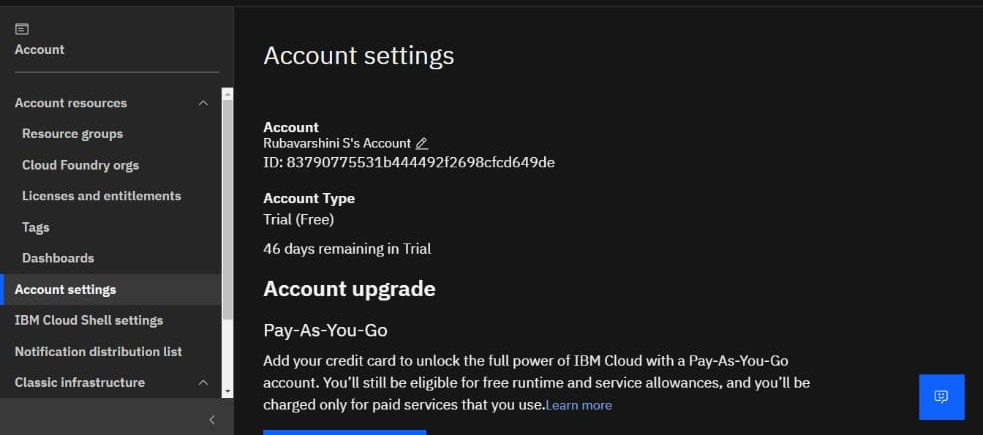 Account
Account resources
Resource groups
Cloud Foundry orgs
Licenses and entitlements
Tags
Dashboards
Account settings
IBM Cloud Shell settings
Notification distribution list
Classic infrastructure
Account settings
Account
Rubavarshini S's Account
ID: 83790775531b444492f2698cfcd649de
Account Type
Trial (Free)
46 days remaining in Trial
Account upgrade
Pay-As-You-Go
Add your credit card to unlock the full power of IBM Cloud with a Pay-As-You-Go
account. You’ll still be eligible for free runtime and service allowances, and you’ll be
charged only for paid services that you use.Learn more